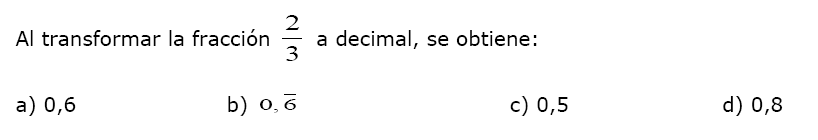 Al transformar la fracción 2/3 a decimal, se obtiene:
a) 0,6 b) 0,6̅ c) 0,5 d) 0,8